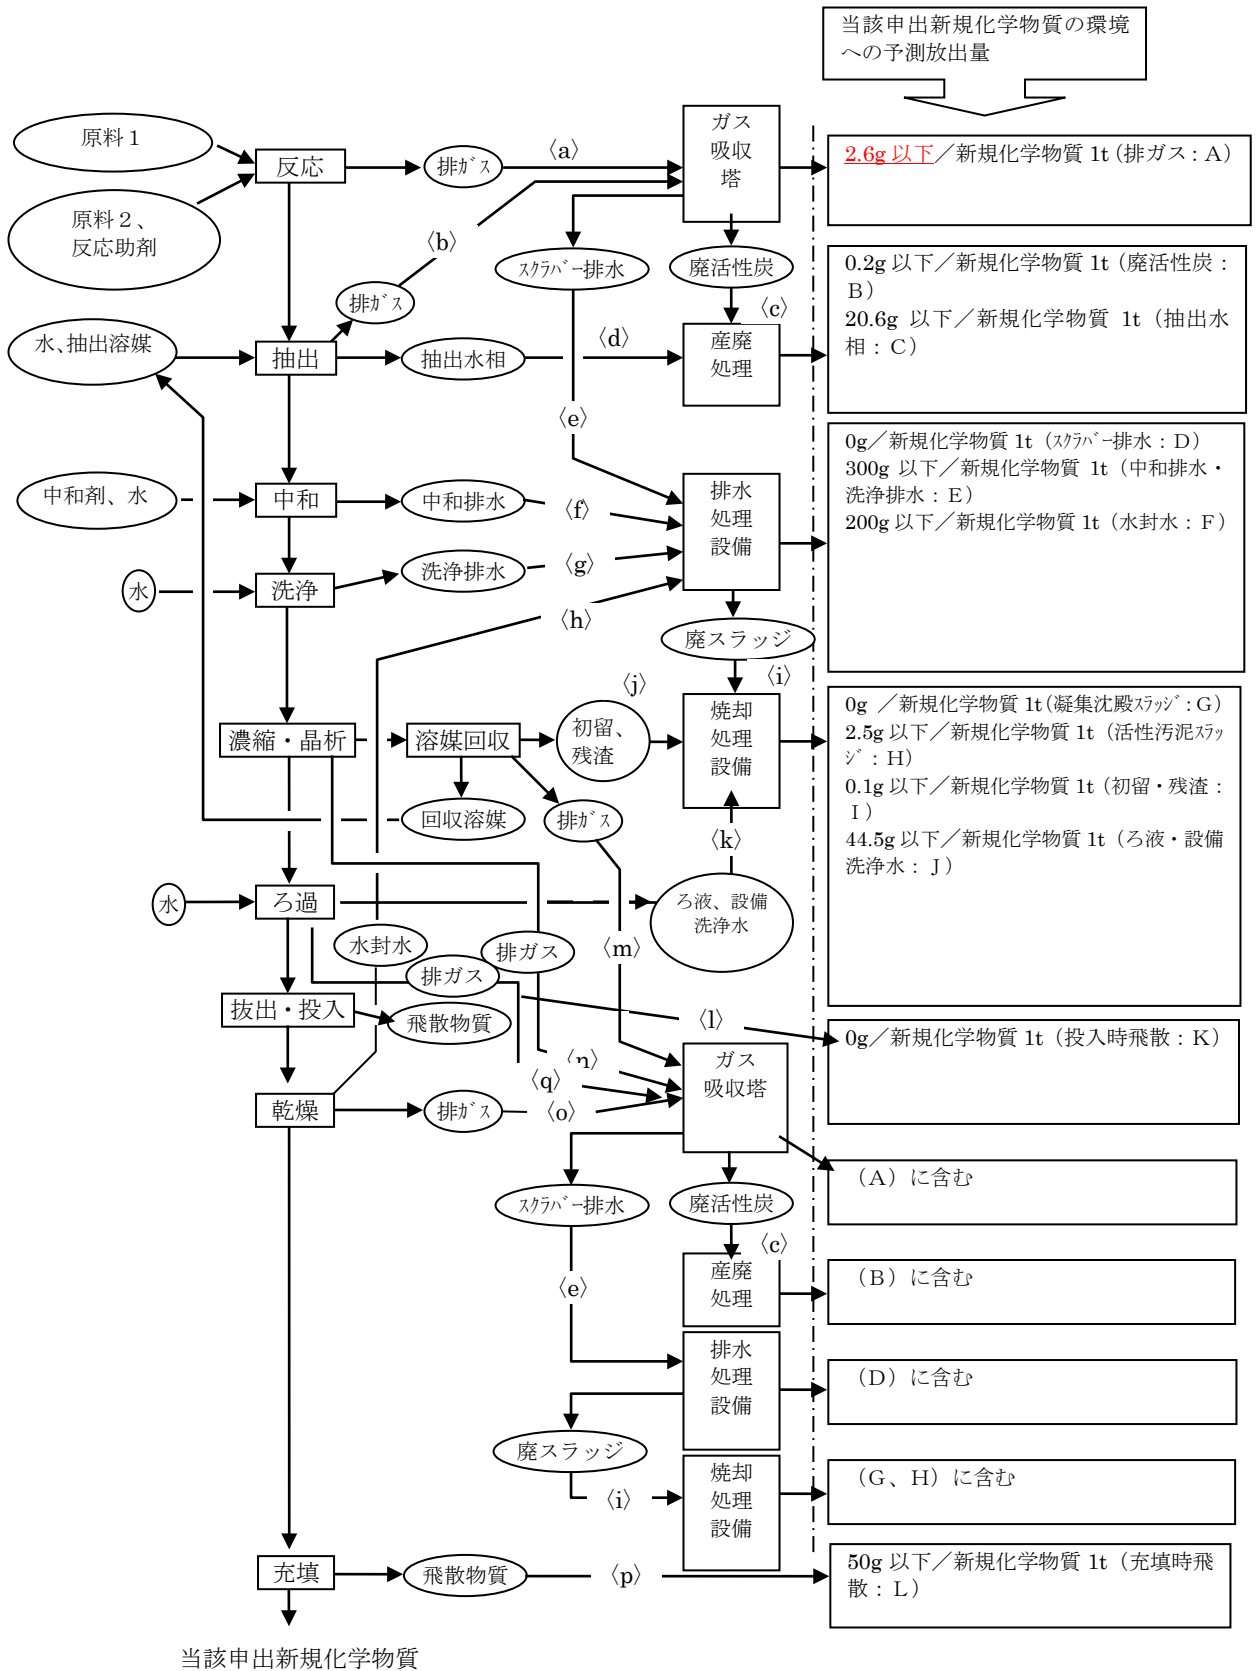 当該申出新規化学物質の環境
への予測放出量
原料１
原料２、
反応助剤
反応
排ガス
〈a〉
ガス
吸収
塔
2.6g 以下／新規化学物質 1t（排ガス：A）
〈b〉
排ガス
スクラバー排水
廃活性炭
〈c〉
0.2g 以下／新規化学物質 1t（廃活性炭：
B）
20.6g 以下／新規化学物質 1t（抽出水
相：C）
水、抽出溶媒
抽出
抽出水相
〈d〉
産廃
処理
〈e〉
0g／新規化学物質 1t（スクラバー排水：D）
300g 以下／新規化学物質 1t（中和排水・
洗浄排水：E）
200g 以下／新規化学物質 1t（水封水：F）
中和剤、水
中和
中和排水
〈f〉
排水
処理
設備
水
洗浄
洗浄排水
〈g〉
〈h〉
廃スラッジ
〈i〉
〈j〉
濃縮・晶析
溶媒回収
初留、
残渣
焼却
処理
設備
0g ／新規化学物質 1t（凝集沈殿スラッジ：G）
2.5g 以下／新規化学物質 1t（活性汚泥スラッ
ジ：H）
0.1g 以下／新規化学物質 1t（初留・残渣：
I）
44.5g 以下／新規化学物質 1t（ろ液・設備
洗浄水：J）
回収溶媒
排ガス
〈k〉
水
ろ過
ろ液、設備
洗浄水
水封水
排ガス
排ガス
〈m〉
抜出・投入
飛散物質
〈l〉
0g／新規化学物質 1t（投入時飛散：K）
〈n〉
〈q〉
〈o〉
ガス
吸収塔
乾燥
排ガス
（A）に含む
スクラバー排水
廃活性炭
〈c〉
〈e〉
産廃
処理
（B）に含む
排水
処理
設備
（D）に含む
廃スラッジ
〈i〉
焼却
処理
設備
（G、H）に含む
充填
飛散物質
〈p〉
50g 以下／新規化学物質 1t（充填時飛
散：L）
当該申出新規化学物質